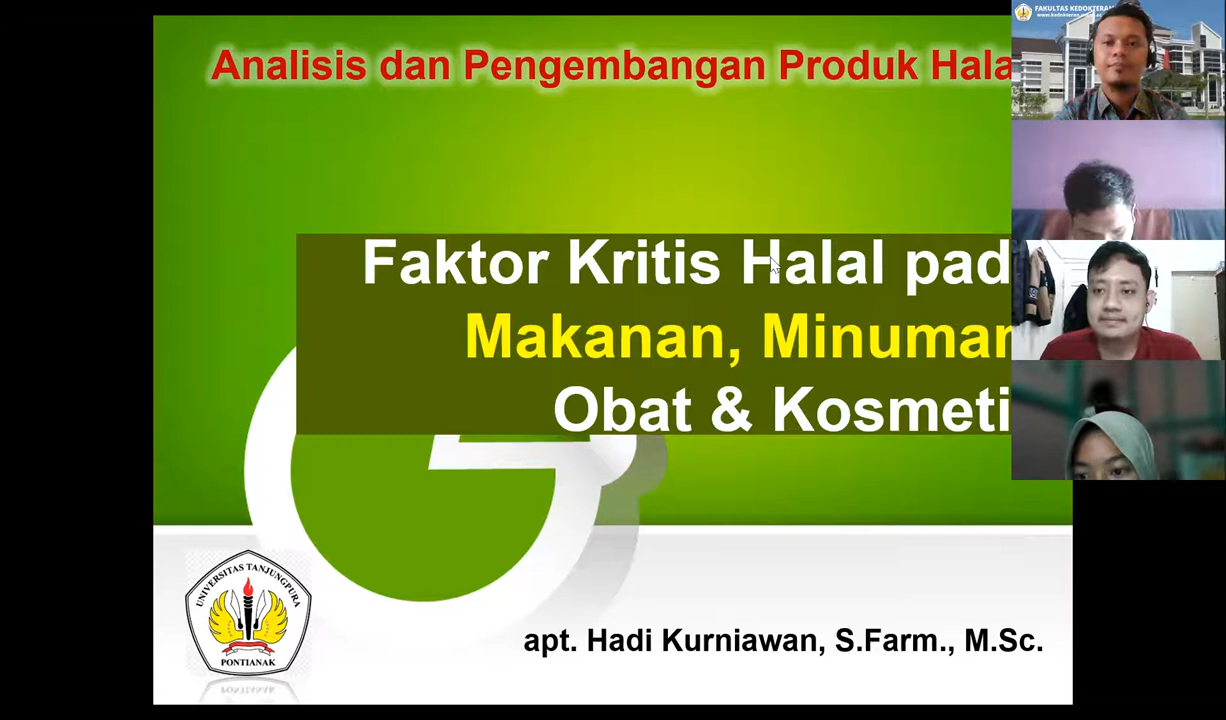 Analisis dan Pengembangan Produk Hala
Faktor Kritis Halal pad
Makanan, Minuman
Obat & Kosmeti
UNIVERSITAS TANJUNGPURA
PONTIANAK
apt. Hadi Kurniawan, S.Farm., M.Sc.
FAKULTAS KEDOKTERAN